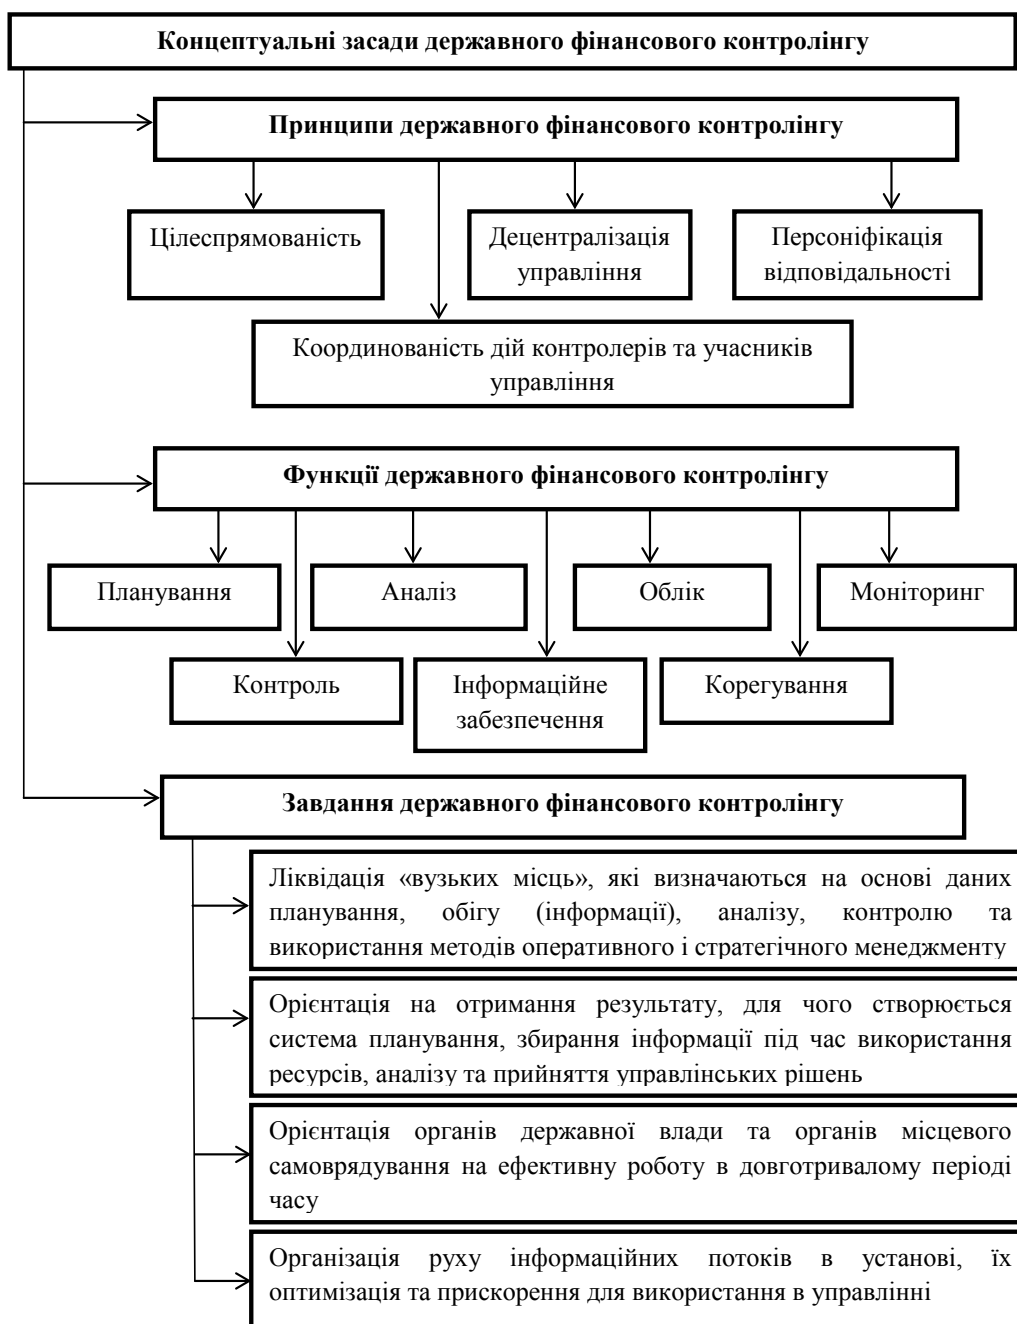 Концептуальні засади державного фінансового контролінгу
Принципи державного фінансового контролінгу
Цілеспрямованість
Децентралізація
управління
Персоніфікація
відповідальності
Координованість дій контролерів та учасників
управління
Функції державного фінансового контролінгу
Планування
Аналіз
Облік
Моніторинг
Контроль
Інформаційне
забезпечення
Корегування
Завдання державного фінансового контролінгу
Ліквідація «вузьких місць», які визначаються на основі даних
планування, обігу (інформації), аналізу, контролю та
використання методів оперативного і стратегічного менеджменту
Орієнтація на отримання результату, для чого створюється
система планування, збирання інформації під час використання
ресурсів, аналізу та прийняття управлінських рішень
Орієнтація органів державної влади та органів місцевого
самоврядування на ефективну роботу в довготривалому періоді
часу
Організація руху інформаційних потоків в установі, їх
оптимізація та прискорення для використання в управлінні